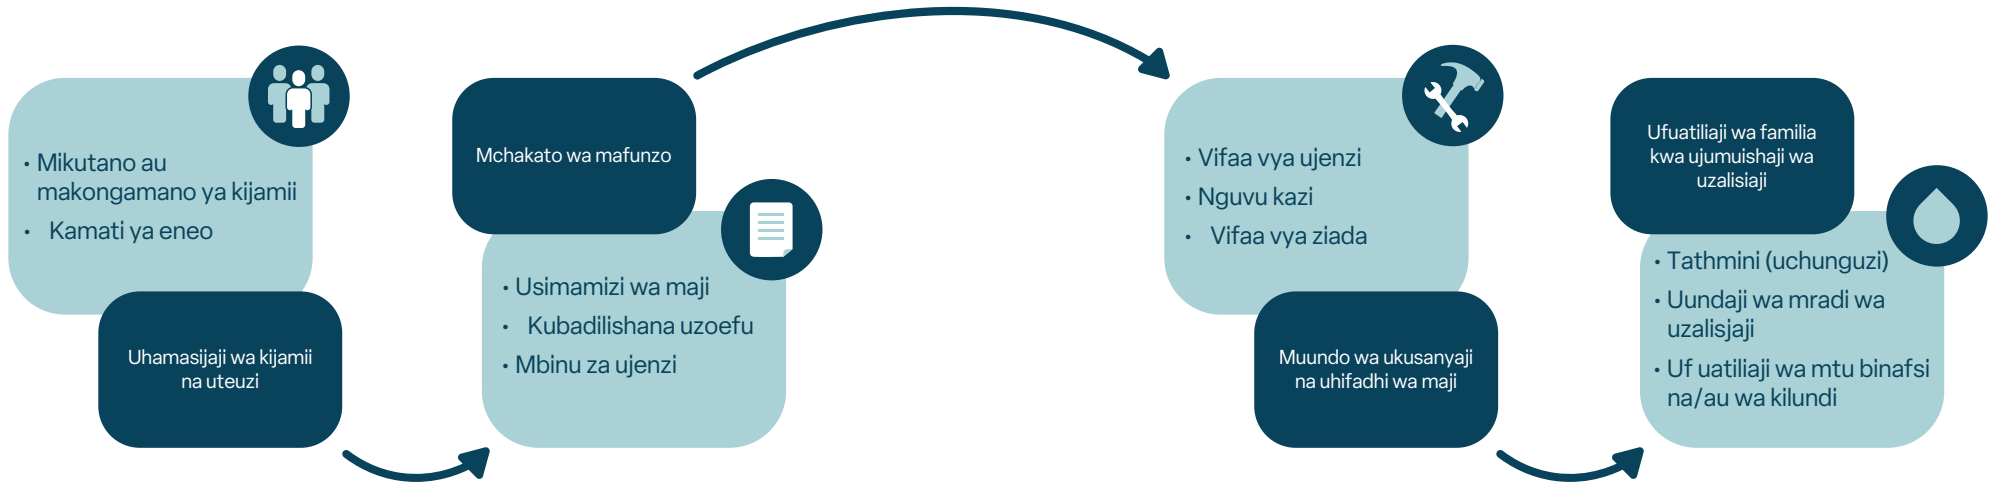 • Mikutano au
makongamano ya kijamii
• Kamati ya eneo
Uhamasijaji wa kijamii
na uteuzi
Mchakato wa mafunzo
• Usimamizi wa maji
• Kubadilishana uzoefu
• Mbinu za ujenzi
• Vifaa vya ujenzi
• Nguvu kazi
• Vifaa vya ziada
Muundo wa ukusanyaji
na uhifadhi wa maji
Ufuatiliaji wa familia
kwa ujumuishaji wa
uzalisiaji
• Tathmini (uchunguzi)
• Uundaji wa mradi wa
uzalisjaji
• Uf uatiliaji wa mtu binafsi
na/au wa kilundi